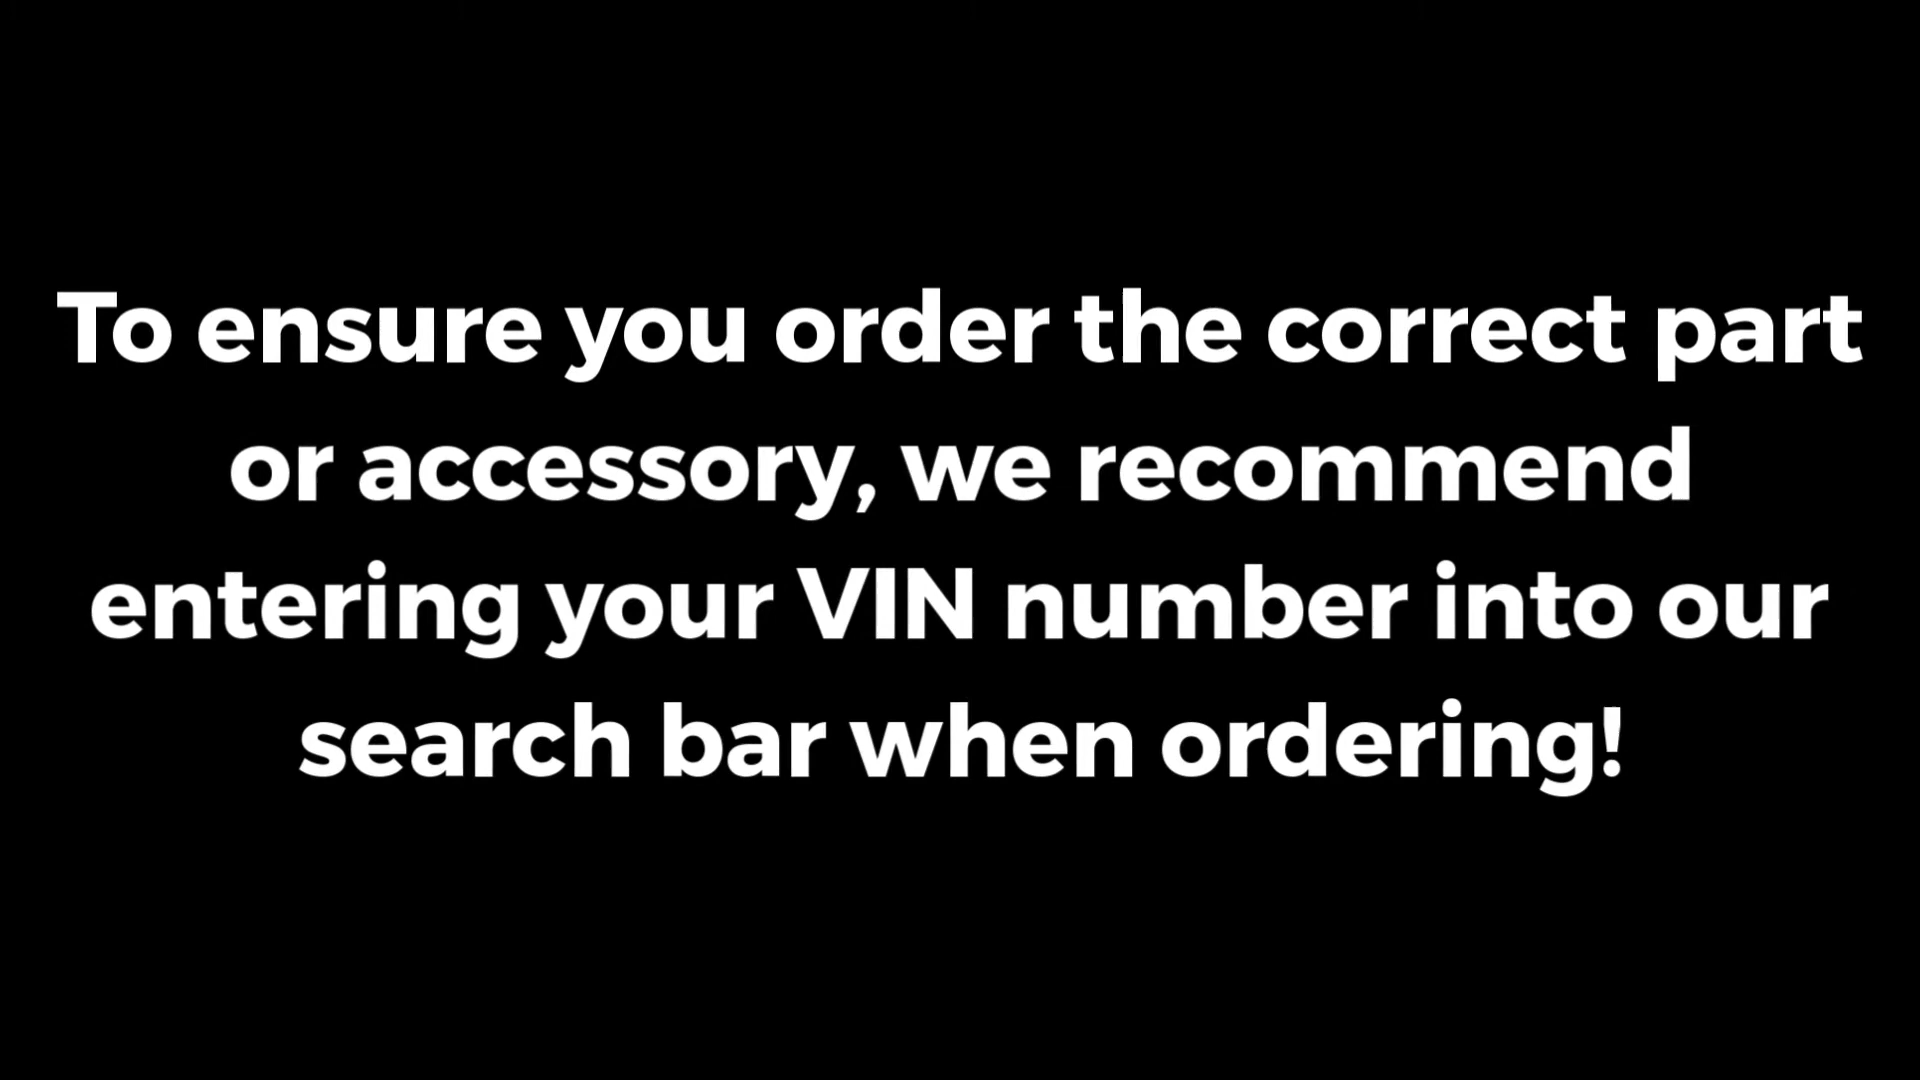 To ensure you order the correct part
or accessory, we recommend
entering your VIN number into our
search bar when ordering!